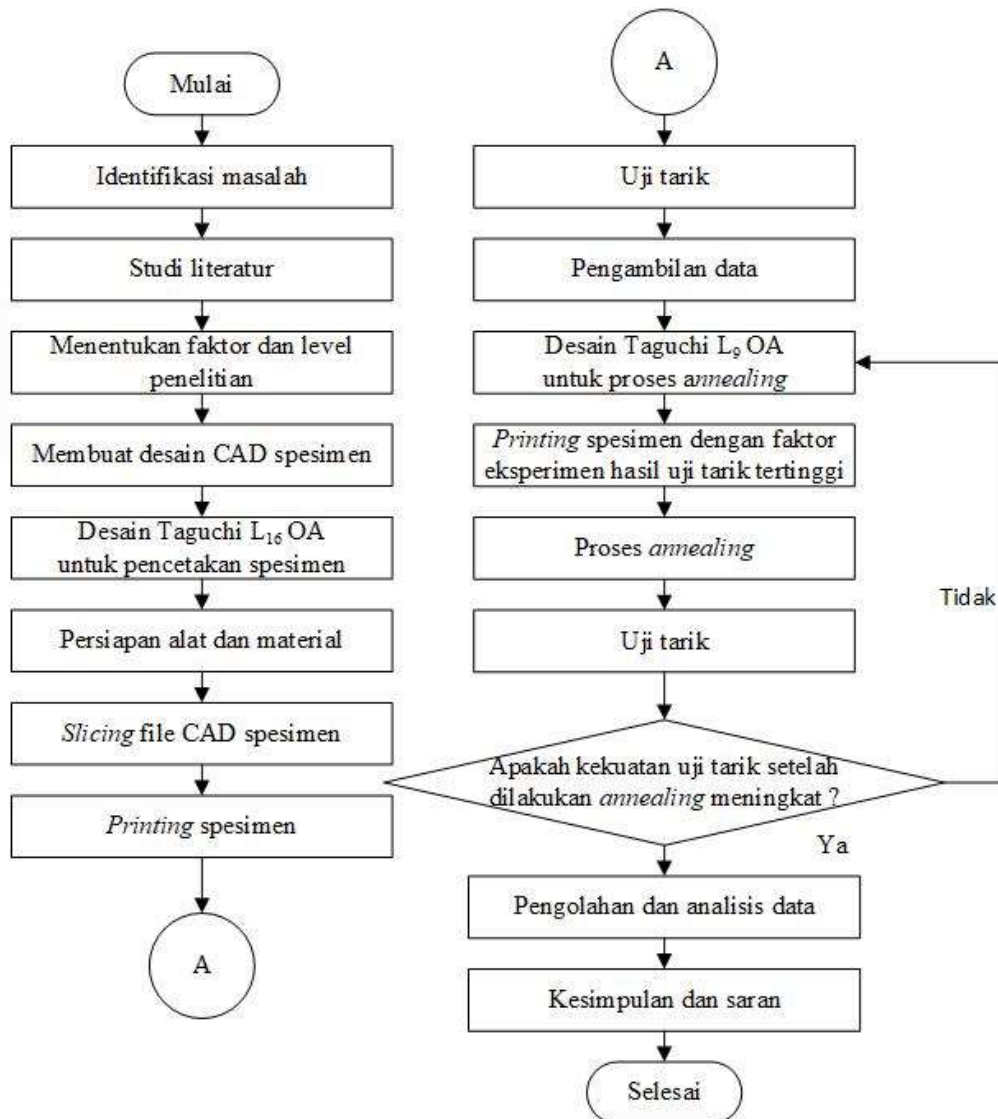 Mulai
Identifikasi masalah
Studi literatur
Menentukan faktor dan level
penelitian
Membuat desain CAD spesimen
Desain Taguchi L₁₆ OA
untuk pencetakan spesimen
Persiapan alat dan material
Slicing file CAD spesimen
Printing spesimen
A
A
Uji tarik
Pengambilan data
Desain Taguchi L₉ OA
untuk proses annealing
Printing spesimen dengan faktor
eksperimen hasil uji tarik tertinggi
Proses annealing
Uji tarik
Apakah kekuatan uji tarik setelah
dilakukan annealing meningkat ?
Tidak
Ya
Pengolahan dan analisis data
Kesimpulan dan saran
Selesai